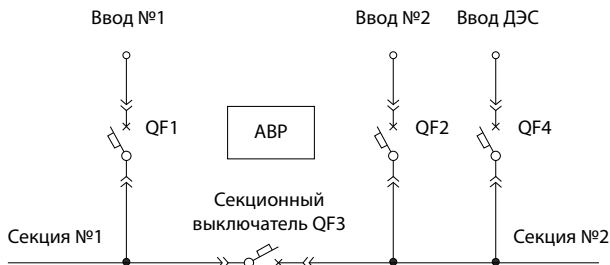 Ввод №1
Ввод №2
Ввод ДЭС
QF1
АВР
QF2
QF4
Секционный
выключатель QF3
Секция №1
Секция №2